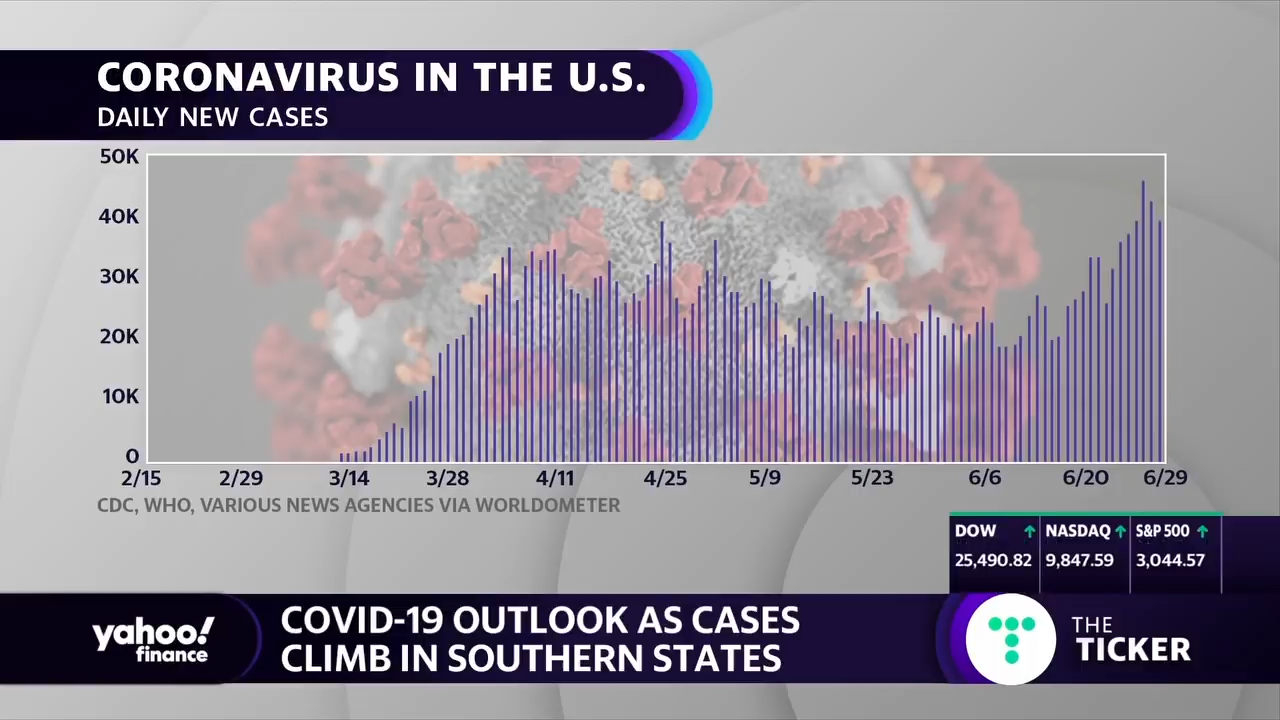 CORONAVIRUS IN THE U.S.
DAILY NEW CASES
50K
40K
30K
20K
10K
0
2/15 2/29 3/14 3/28 4/11 4/25 5/9 5/23 6/6 6/20 6/29
CDC, WHO, VARIOUS NEWS AGENCIES VIA WORLDOMETER
DOW NASDAQ S&P 500
25,490.82 9,847.59 3,044.57
yahoo!
finance
COVID-19 OUTLOOK AS CASES
CLIMB IN SOUTHERN STATES
THE
TICKER